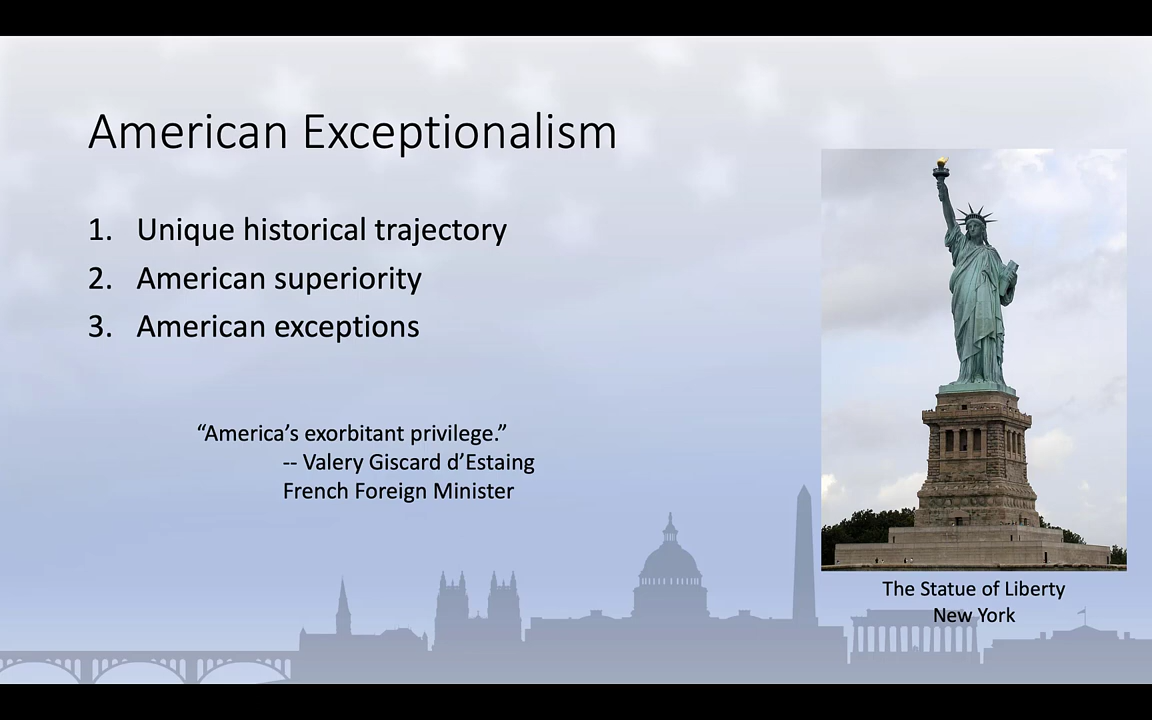 American Exceptionalism
1. Unique historical trajectory
2. American superiority
3. American exceptions
“America’s exorbitant privilege.”
-- Valery Giscard d’Estaing
French Foreign Minister
The Statue of Liberty
New York